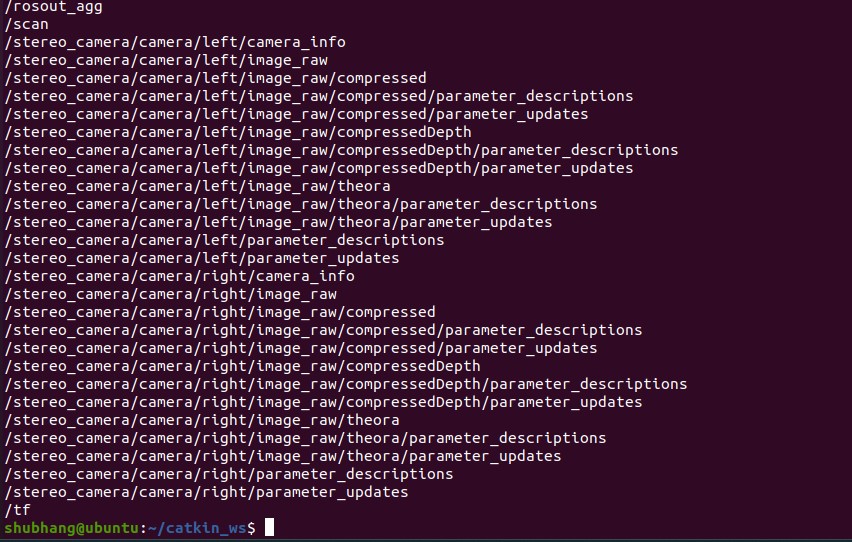 /rosout_agg
/scan
/stereo_camera/camera/left/camera_info
/stereo_camera/camera/left/image_raw
/stereo_camera/camera/left/image_raw/compressed
/stereo_camera/camera/left/image_raw/compressed/parameter_descriptions
/stereo_camera/camera/left/image_raw/compressed/parameter_updates
/stereo_camera/camera/left/image_raw/compressedDepth
/stereo_camera/camera/left/image_raw/compressedDepth/parameter_descriptions
/stereo_camera/camera/left/image_raw/compressedDepth/parameter_updates
/stereo_camera/camera/left/image_raw/theora
/stereo_camera/camera/left/image_raw/theora/parameter_descriptions
/stereo_camera/camera/left/image_raw/theora/parameter_updates
/stereo_camera/camera/left/parameter_descriptions
/stereo_camera/camera/left/parameter_updates
/stereo_camera/camera/right/camera_info
/stereo_camera/camera/right/image_raw
/stereo_camera/camera/right/image_raw/compressed
/stereo_camera/camera/right/image_raw/compressed/parameter_descriptions
/stereo_camera/camera/right/image_raw/compressed/parameter_updates
/stereo_camera/camera/right/image_raw/compressedDepth
/stereo_camera/camera/right/image_raw/compressedDepth/parameter_descriptions
/stereo_camera/camera/right/image_raw/compressedDepth/parameter_updates
/stereo_camera/camera/right/image_raw/theora
/stereo_camera/camera/right/image_raw/theora/parameter_descriptions
/stereo_camera/camera/right/image_raw/theora/parameter_updates
/stereo_camera/camera/right/parameter_descriptions
/stereo_camera/camera/right/parameter_updates
/tf
shubhang@ubuntu:~/catkin_ws$